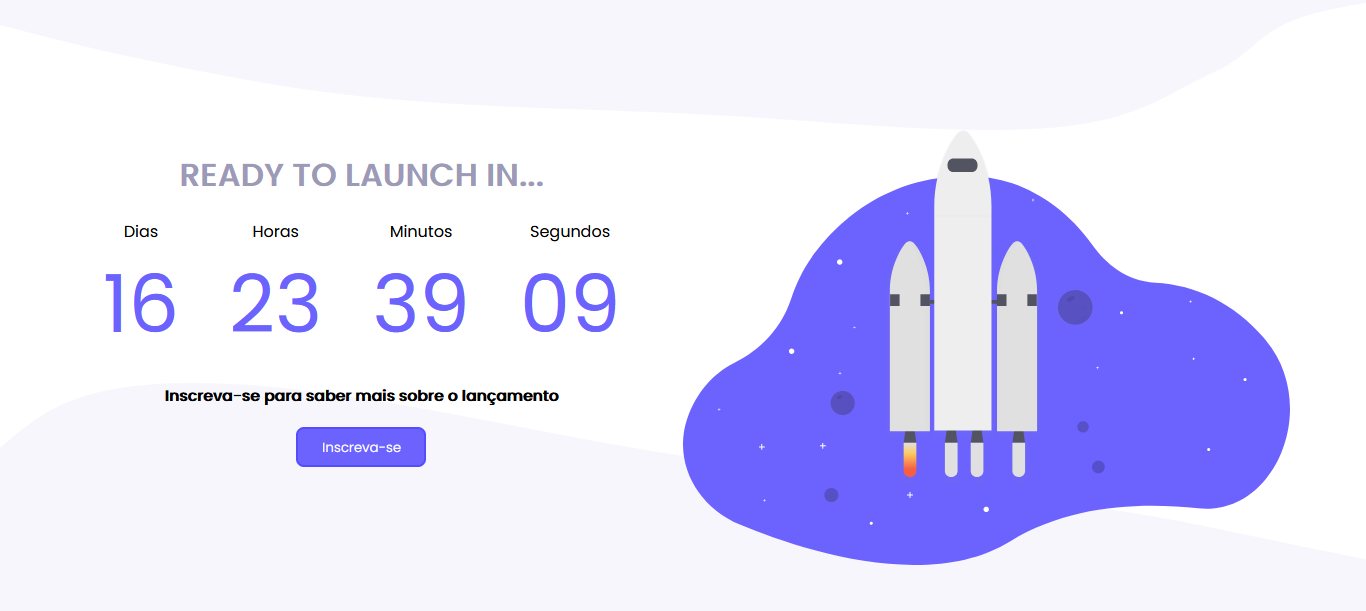 READY TO LAUNCH IN...
Dias Horas Minutos Segundos
16 23 39 09
Inscreva-se para saber mais sobre o lançamento
Inscreva-se